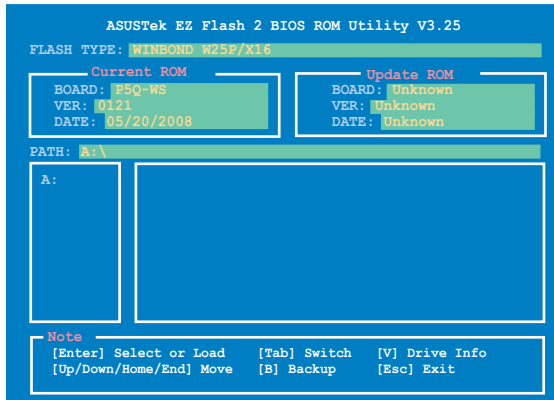 ASUSTek EZ Flash 2 BIOS ROM Utility V3.25
FLASH TYPE: WINBOND W25P/X16
Current ROM
BOARD: P5Q-WS
VER: 0121
DATE: 05/20/2008
Update ROM
BOARD: Unknown
VER: Unknown
DATE: Unknown
PATH: A:\
A:
Note
[Enter] Select or Load [Tab] Switch [V] Drive Info
[Up/Down/Home/End] Move [B] Backup [Esc] Exit